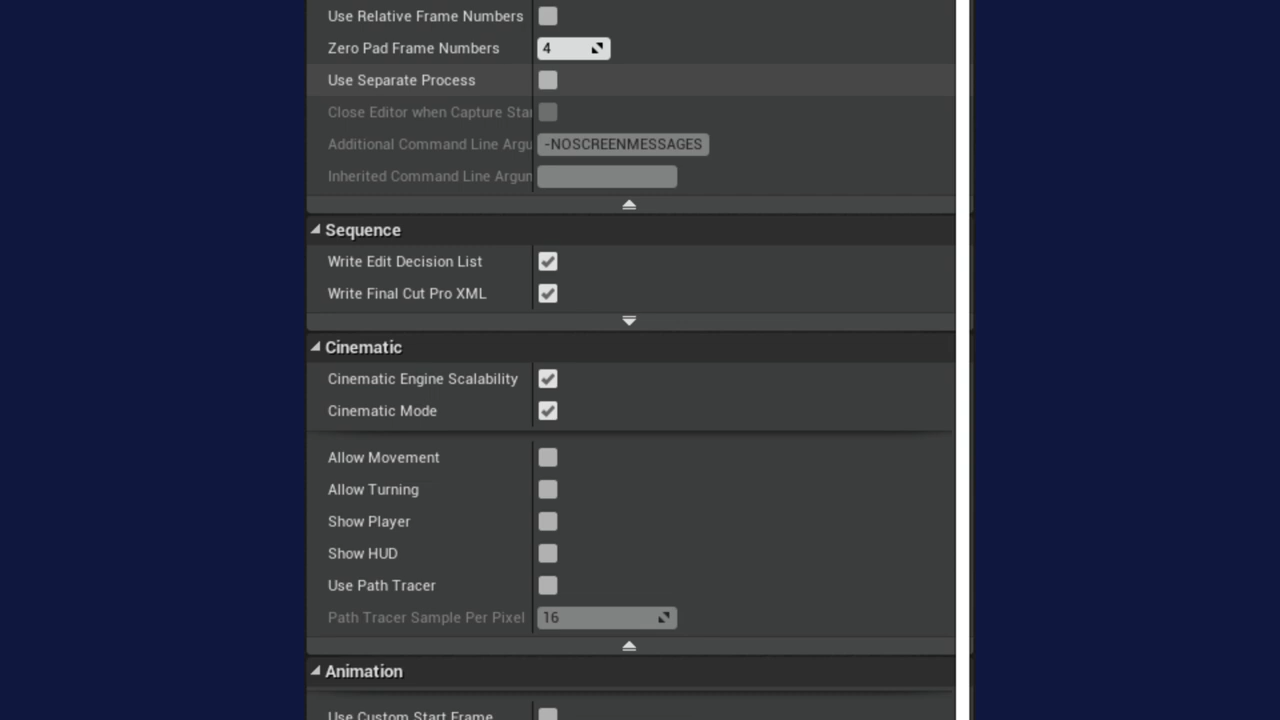 Use Relative Frame Numbers
Zero Pad Frame Numbers 4
Use Separate Process
Close Editor when Capture Star
Additional Command Line Argu -NOSCREENMESSAGES
Inherited Command Line Argum
Sequence
Write Edit Decision List
Write Final Cut Pro XML
Cinematic
Cinematic Engine Scalability
Cinematic Mode
Allow Movement
Allow Turning
Show Player
Show HUD
Use Path Tracer
Path Tracer Sample Per Pixel 16
Animation
Use Custom Start Frame